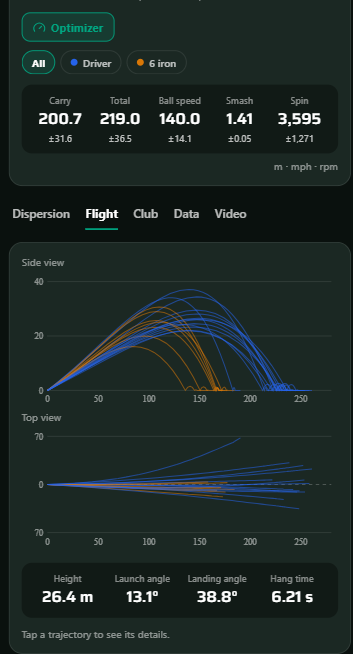 Optimizer
All Driver 6 iron
Carry Total Ball speed Smash Spin
200.7 219.0 140.0 1.41 3,595
±31.6 ±36.5 ±14.1 ±0.05 ±1,271
m · mph · rpm
Dispersion Flight Club Data Video
Side view
40
20
0
0 50 100 150 200 250
Top view
70
0
70
0 50 100 150 200 250
Height Launch angle Landing angle Hang time
26.4 m 13.1º 38.8º 6.21 s
Tap a trajectory to see its details.